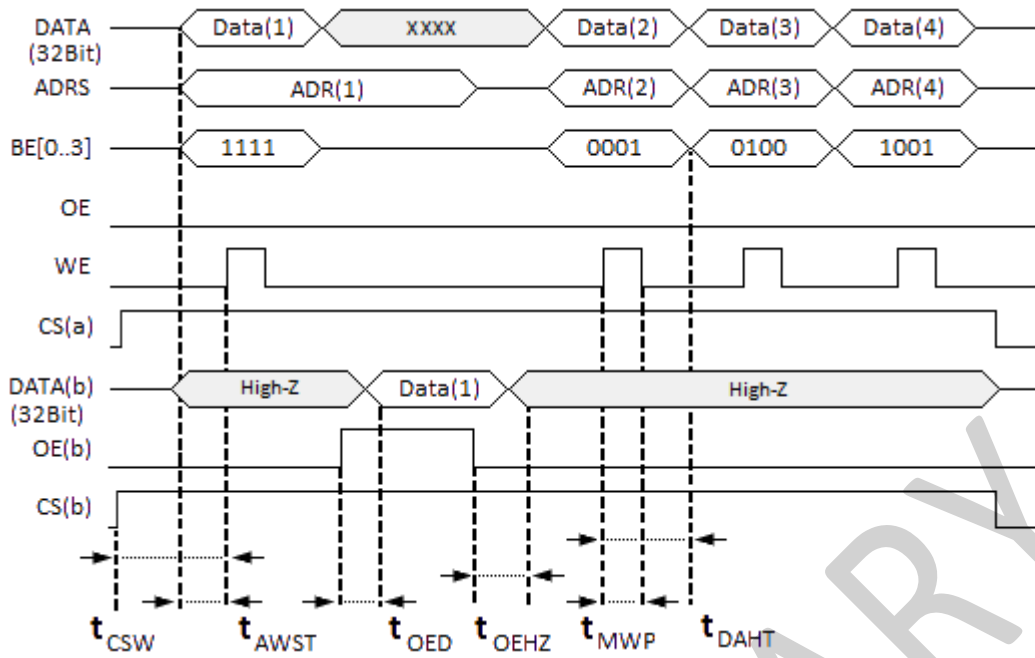 DATA Data(1) XXXX Data(2) Data(3) Data(4)
(32Bit)
ADRS ADR(1) ADR(2) ADR(3) ADR(4)
BE[0..3] 1111 0001 0100 1001
OE
WE
CS(a)
DATA(b) High-Z Data(1) High-Z
(32Bit)
OE(b)
CS(b)
tCSW tAWST tOED tOEHZ tMWP tDAHT
ARY